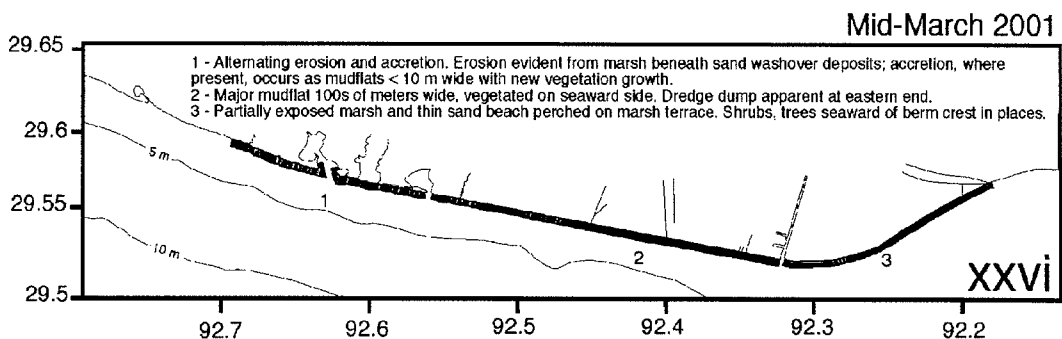 Mid-March 2001
29.65
1 - Alternating erosion and accretion. Erosion evident from marsh beneath sand washover deposits; accretion, where
present, occurs as mudflats < 10 m wide with new vegetation growth.
2 - Major mudflat 100s of meters wide, vegetated on seaward side. Dredge dump apparent at eastern end.
3 - Partially exposed marsh and thin sand beach perched on marsh terrace. Shrubs, trees seaward of berm crest in places.
29.6
5 m
29.55
1
10 m
2
3
29.5
xxvi
92.7 92.6 92.5 92.4 92.3 92.2